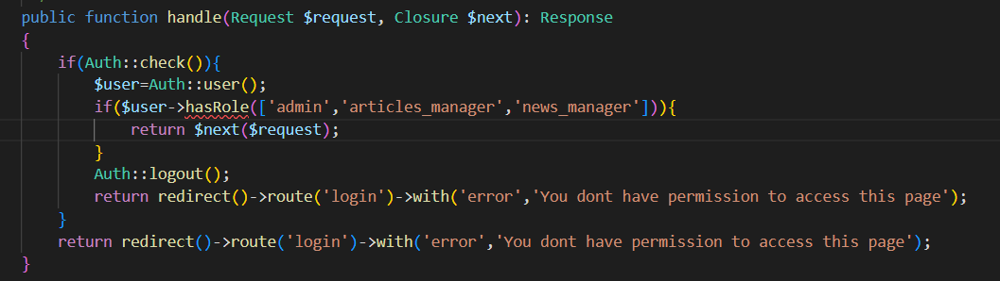 public function handle(Request $request, Closure $next): Response
{
    if(Auth::check()){
        $user=Auth::user();
        if($user->hasRole(['admin','articles_manager','news_manager'])){
            return $next($request);
        }
        Auth::logout();
        return redirect()->route('login')->with('error','You dont have permission to access this page');
    }
    return redirect()->route('login')->with('error','You dont have permission to access this page');
}